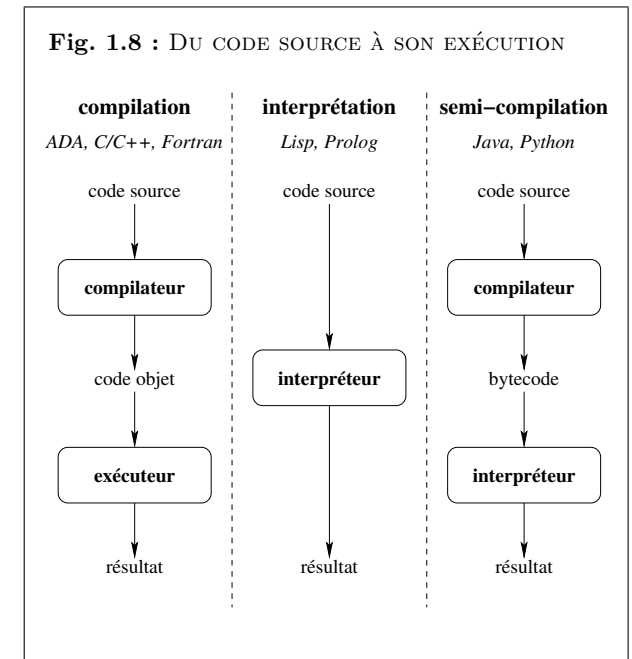 Fig. 1.8 : Du code source à son exécution
compilation
ADA, C/C++, Fortran
code source
compilateur
code objet
exécuteur
résultat
interprétation
Lisp, Prolog
code source
interpréteur
résultat
semi-compilation
Java, Python
code source
compilateur
bytecode
interpréteur
résultat